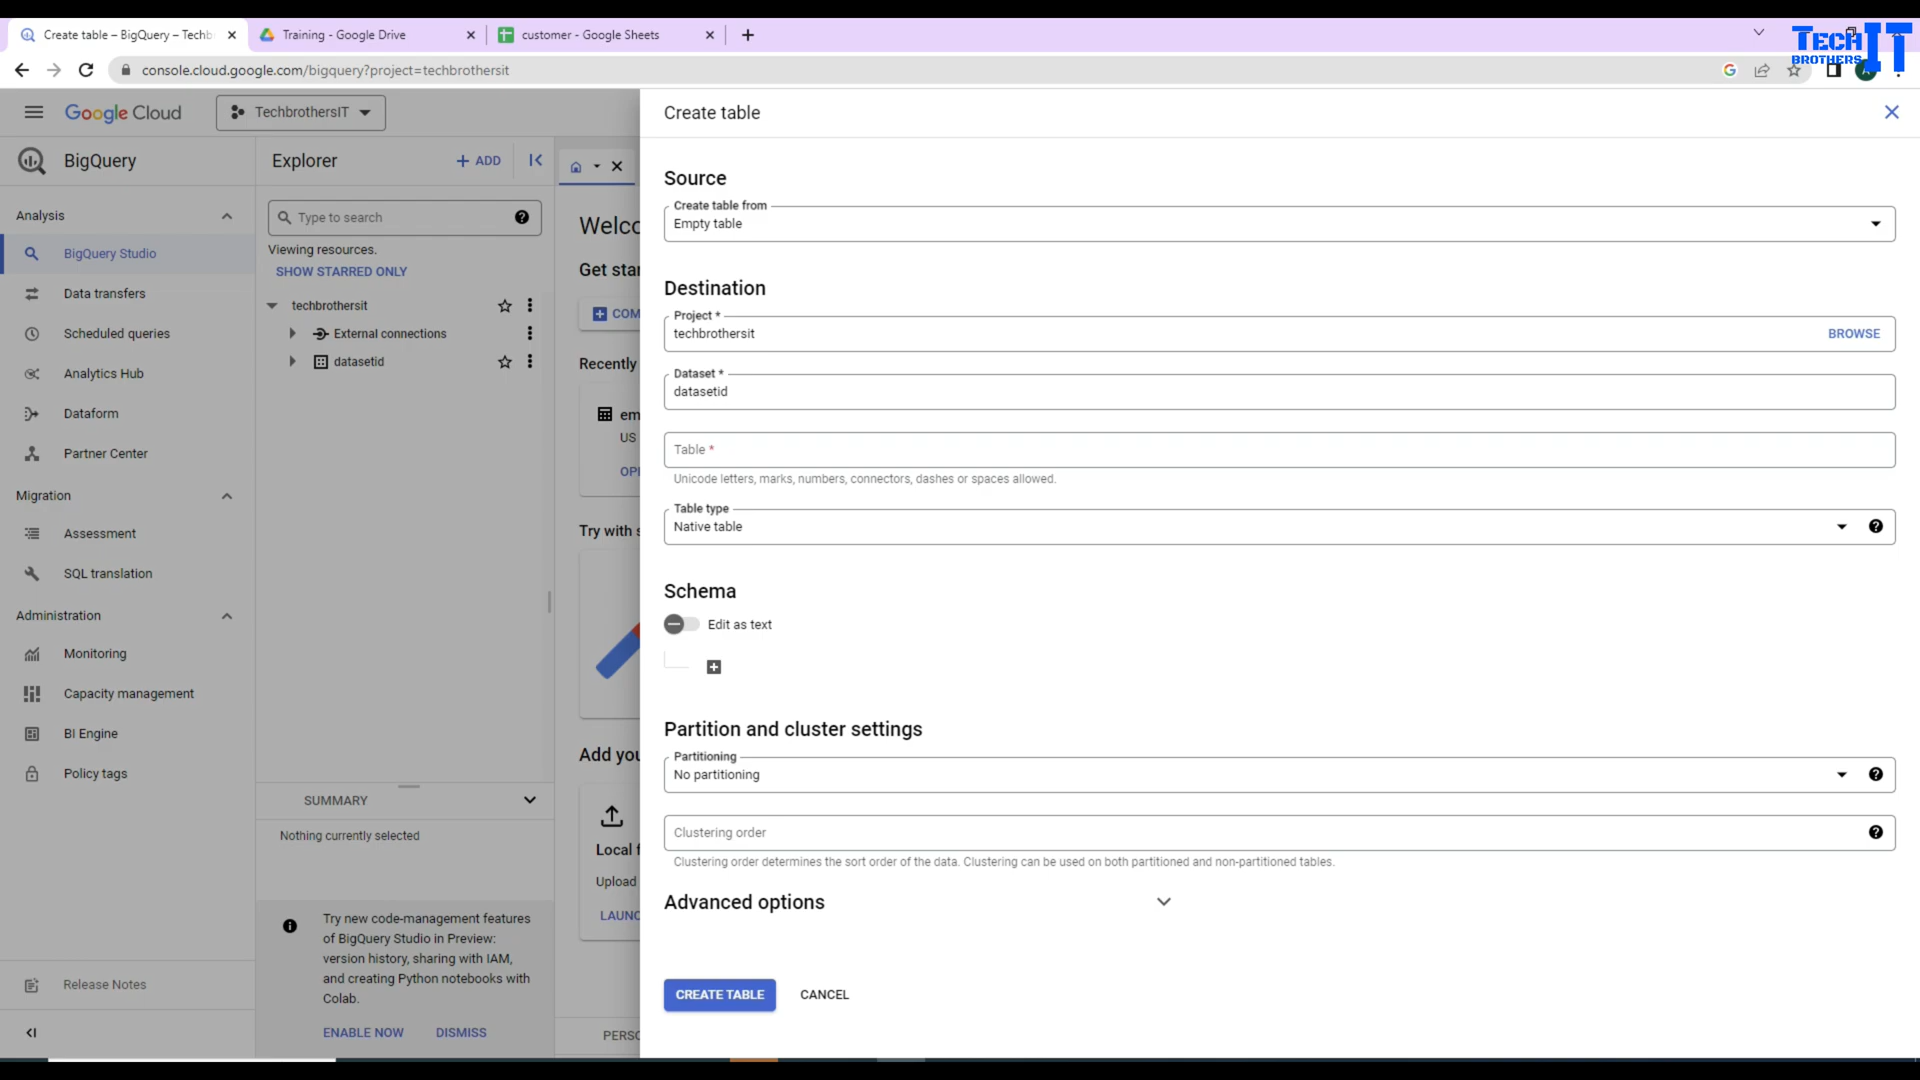 Create table – BigQuery – Techb
Training - Google Drive
customer - Google Sheets
TECH BROTHERS IT
console.cloud.google.com/bigquery?project=techbrothersit
Google Cloud
TechbrothersIT
BigQuery
Analysis
BigQuery Studio
Data transfers
Scheduled queries
Analytics Hub
Dataform
Partner Center
Migration
Assessment
SQL translation
Administration
Monitoring
Capacity management
BI Engine
Policy tags
Release Notes
Explorer
ADD
Type to search
Viewing resources.
SHOW STARRED ONLY
techbrothersit
External connections
datasetid
SUMMARY
Nothing currently selected
Try new code-management features
of BigQuery Studio in Preview:
version history, sharing with IAM,
and creating Python notebooks with
Colab.
ENABLE NOW DISMISS
Welco
Get star
COM
Recently
em
US
OPE
Try with s
Add you
Local f
Upload
LAUNC
PERSO
Create table
Source
Create table from
Empty table
Destination
Project *
techbrothersit
BROWSE
Dataset *
datasetid
Table *
Unicode letters, marks, numbers, connectors, dashes or spaces allowed.
Table type
Native table
Schema
Edit as text
Partition and cluster settings
Partitioning
No partitioning
Clustering order
Clustering order determines the sort order of the data. Clustering can be used on both partitioned and non-partitioned tables.
Advanced options
CREATE TABLE
CANCEL